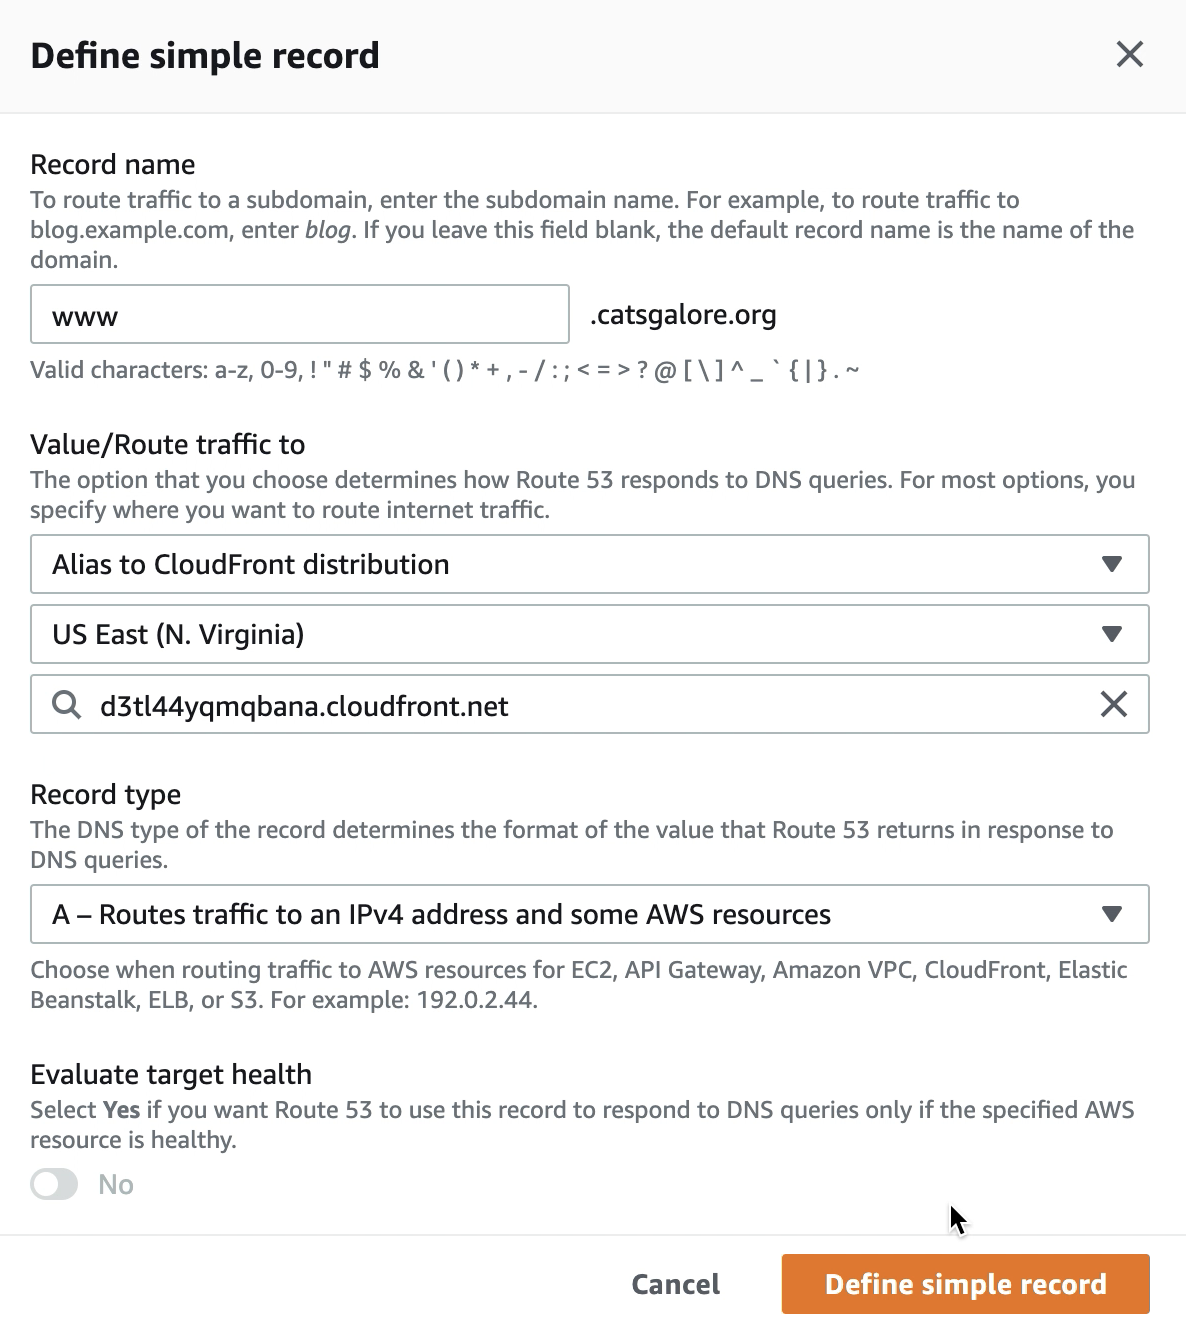 Define simple record
Record name
To route traffic to a subdomain, enter the subdomain name. For example, to route traffic to
blog.example.com, enter blog. If you leave this field blank, the default record name is the name of the
domain.
www .catsgalore.org
Valid characters: a-z, 0-9, ! " # $ % & ' ( ) * + , - / : ; < = > ? @ [ \ ] ^ _ ` { | } . ~
Value/Route traffic to
The option that you choose determines how Route 53 responds to DNS queries. For most options, you
specify where you want to route internet traffic.
Alias to CloudFront distribution
US East (N. Virginia)
d3tl44yqmqbana.cloudfront.net
Record type
The DNS type of the record determines the format of the value that Route 53 returns in response to
DNS queries.
A – Routes traffic to an IPv4 address and some AWS resources
Choose when routing traffic to AWS resources for EC2, API Gateway, Amazon VPC, CloudFront, Elastic
Beanstalk, ELB, or S3. For example: 192.0.2.44.
Evaluate target health
Select Yes if you want Route 53 to use this record to respond to DNS queries only if the specified AWS
resource is healthy.
No
Cancel Define simple record